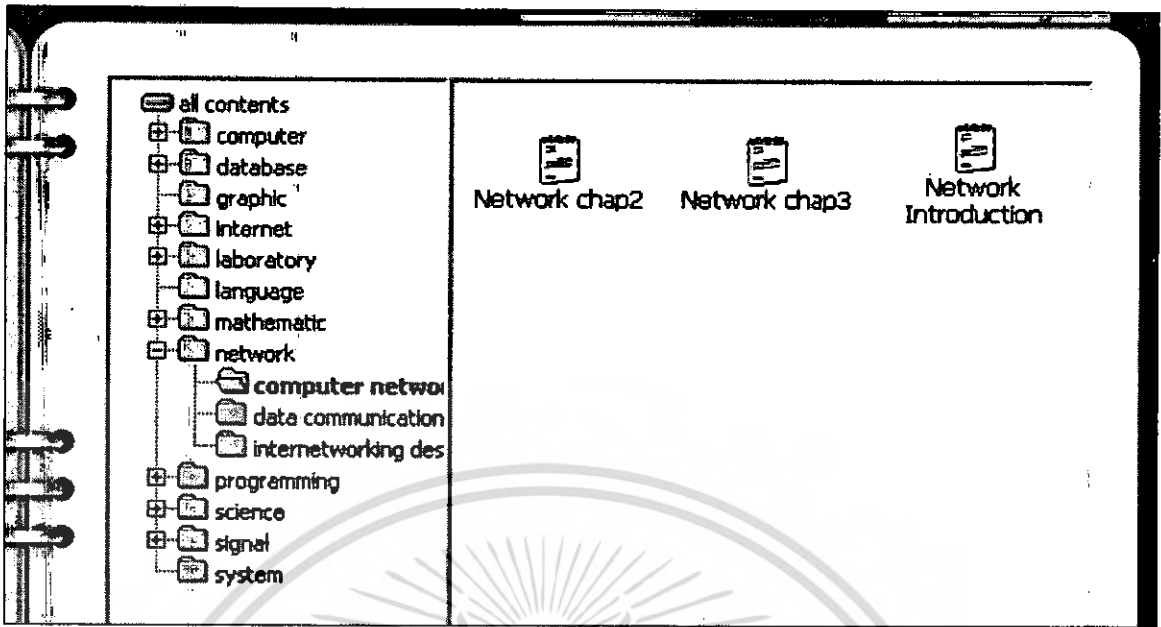 all contents
computer
database
graphic
internet
laboratory
language
mathematic
network
computer networ
data communication
internetworking des
programming
science
signal
system
Network chap2
Network chap3
Network
Introduction